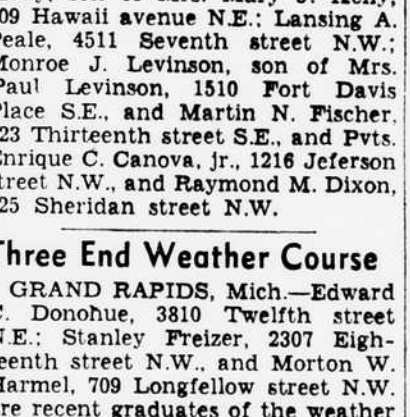 09 Hawaii avenue N.E.; Lansing A.
Peale, 4511 Seventh street N.W.;
Monroe J. Levinson, son of Mrs.
Paul Levinson, 1510 Fort Davis
Place S.E., and Martin N. Fischer,
23 Thirteenth street S.E., and Pvts.
Enrique C. Canova, jr., 1216 Jeferson
street N.W., and Raymond M. Dixon,
25 Sheridan street N.W.
Three End Weather Course
GRAND RAPIDS, Mich.—Edward
C. Donohue, 3810 Twelfth street
N.E.; Stanley Freizer, 2307 Eigh-
teenth street N.W., and Morton W.
Harmel, 709 Longfellow street N.W.
are recent graduates of the weather